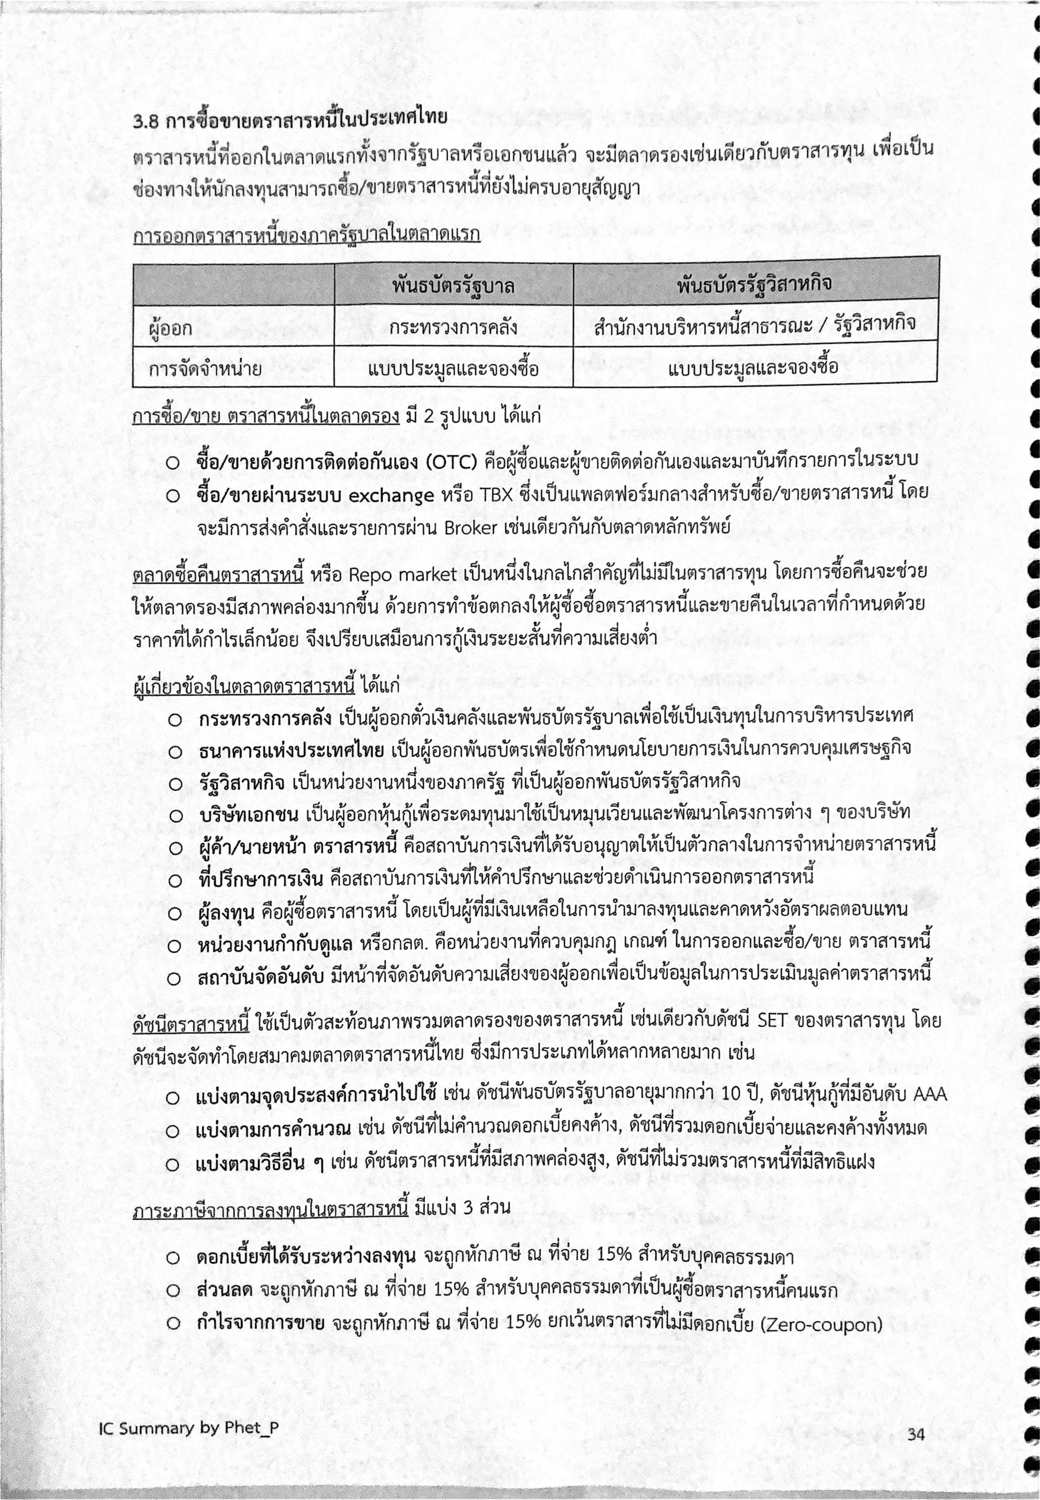 3.8 การซื้อขายตราสารหนี้ในประเทศไทย
ตราสารหนี้ที่ออกในตลาดแรกทั้งจากรัฐบาลหรือเอกชนแล้ว จะมีตลาดรองเช่นเดียวกับตราสารทุน เพื่อเป็น
ช่องทางให้นักลงทุนสามารถซื้อ/ขายตราสารหนี้ที่ยังไม่ครบอายุสัญญา
การออกตราสารหนี้ของภาครัฐบาลในตลาดแรก
พันธบัตรรัฐบาล พันธบัตรรัฐวิสาหกิจ
ผู้ออก กระทรวงการคลัง สำนักงานบริหารหนี้สาธารณะ / รัฐวิสาหกิจ
การจัดจำหน่าย แบบประมูลและจองซื้อ แบบประมูลและจองซื้อ
การซื้อ/ขาย ตราสารหนี้ในตลาดรอง มี 2 รูปแบบ ได้แก่
○ ซื้อ/ขายด้วยการติดต่อกันเอง (OTC) คือผู้ซื้อและผู้ขายติดต่อกันเองและมาบันทึกรายการในระบบ
○ ซื้อ/ขายผ่านระบบ exchange หรือ TBX ซึ่งเป็นแพลตฟอร์มกลางสำหรับซื้อ/ขายตราสารหนี้ โดย
จะมีการส่งคำสั่งและรายการผ่าน Broker เช่นเดียวกันกับตลาดหลักทรัพย์
ตลาดซื้อคืนตราสารหนี้ หรือ Repo market เป็นหนึ่งในกลไกสำคัญที่ไม่มีในตราสารทุน โดยการซื้อคืนจะช่วย
ให้ตลาดรองมีสภาพคล่องมากขึ้น ด้วยการทำข้อตกลงให้ผู้ซื้อซื้อตราสารหนี้และขายคืนในเวลาที่กำหนดด้วย
ราคาที่ได้กำไรเล็กน้อย จึงเปรียบเสมือนการกู้เงินระยะสั้นที่ความเสี่ยงต่ำ
ผู้เกี่ยวข้องในตลาดตราสารหนี้ ได้แก่
○ กระทรวงการคลัง เป็นผู้ออกตั๋วเงินคลังและพันธบัตรรัฐบาลเพื่อใช้เป็นเงินทุนในการบริหารประเทศ
○ ธนาคารแห่งประเทศไทย เป็นผู้ออกพันธบัตรเพื่อใช้กำหนดนโยบายการเงินในการควบคุมเศรษฐกิจ
○ รัฐวิสาหกิจ เป็นหน่วยงานหนึ่งของภาครัฐ ที่เป็นผู้ออกพันธบัตรรัฐวิสาหกิจ
○ บริษัทเอกชน เป็นผู้ออกหุ้นกู้เพื่อระดมทุนมาใช้เป็นหมุนเวียนและพัฒนาโครงการต่าง ๆ ของบริษัท
○ ผู้ค้า/นายหน้า ตราสารหนี้ คือสถาบันการเงินที่ได้รับอนุญาตให้เป็นตัวกลางในการจำหน่ายตราสารหนี้
○ ที่ปรึกษาการเงิน คือสถาบันการเงินที่ให้คำปรึกษาและช่วยดำเนินการออกตราสารหนี้
○ ผู้ลงทุน คือผู้ซื้อตราสารหนี้ โดยเป็นผู้ที่มีเงินเหลือในการนำมาลงทุนและคาดหวังอัตราผลตอบแทน
○ หน่วยงานกำกับดูแล หรือกลต. คือหน่วยงานที่ควบคุมกฎ เกณฑ์ ในการออกและซื้อ/ขาย ตราสารหนี้
○ สถาบันจัดอันดับ มีหน้าที่จัดอันดับความเสี่ยงของผู้ออกเพื่อเป็นข้อมูลในการประเมินมูลค่าตราสารหนี้
ดัชนีตราสารหนี้ ใช้เป็นตัวสะท้อนภาพรวมตลาดรองของตราสารหนี้ เช่นเดียวกับดัชนี SET ของตราสารทุน โดย
ดัชนีจะจัดทำโดยสมาคมตลาดตราสารหนี้ไทย ซึ่งมีการประเภทได้หลากหลายมาก เช่น
○ แบ่งตามจุดประสงค์การนำไปใช้ เช่น ดัชนีพันธบัตรรัฐบาลอายุมากกว่า 10 ปี, ดัชนีหุ้นกู้ที่มีอันดับ AAA
○ แบ่งตามการคำนวณ เช่น ดัชนีที่ไม่คำนวณดอกเบี้ยคงค้าง, ดัชนีที่รวมดอกเบี้ยจ่ายและคงค้างทั้งหมด
○ แบ่งตามวิธีอื่น ๆ เช่น ดัชนีตราสารหนี้ที่มีสภาพคล่องสูง, ดัชนีที่ไม่รวมตราสารหนี้ที่มีสิทธิแฝง
ภาระภาษีจากการลงทุนในตราสารหนี้ มีแบ่ง 3 ส่วน
○ ดอกเบี้ยที่ได้รับระหว่างลงทุน จะถูกหักภาษี ณ ที่จ่าย 15% สำหรับบุคคลธรรมดา
○ ส่วนลด จะถูกหักภาษี ณ ที่จ่าย 15% สำหรับบุคคลธรรมดาที่เป็นผู้ซื้อตราสารหนี้คนแรก
○ กำไรจากการขาย จะถูกหักภาษี ณ ที่จ่าย 15% ยกเว้นตราสารที่ไม่มีดอกเบี้ย (Zero-coupon)
IC Summary by Phet_P
34